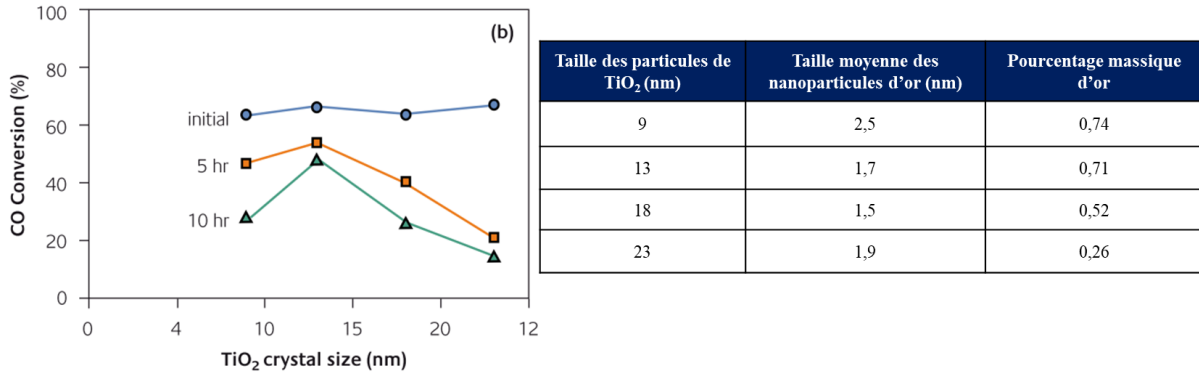 100
80
60
40
20
0
CO Conversion (%)
(b)
initial
5 hr
10 hr
0 4 10 15 20 12
TiO₂ crystal size (nm)
Taille des particules de TiO₂ (nm)
Taille moyenne des nanoparticules d'or (nm)
Pourcentage massique d'or
9 2,5 0,74
13 1,7 0,71
18 1,5 0,52
23 1,9 0,26